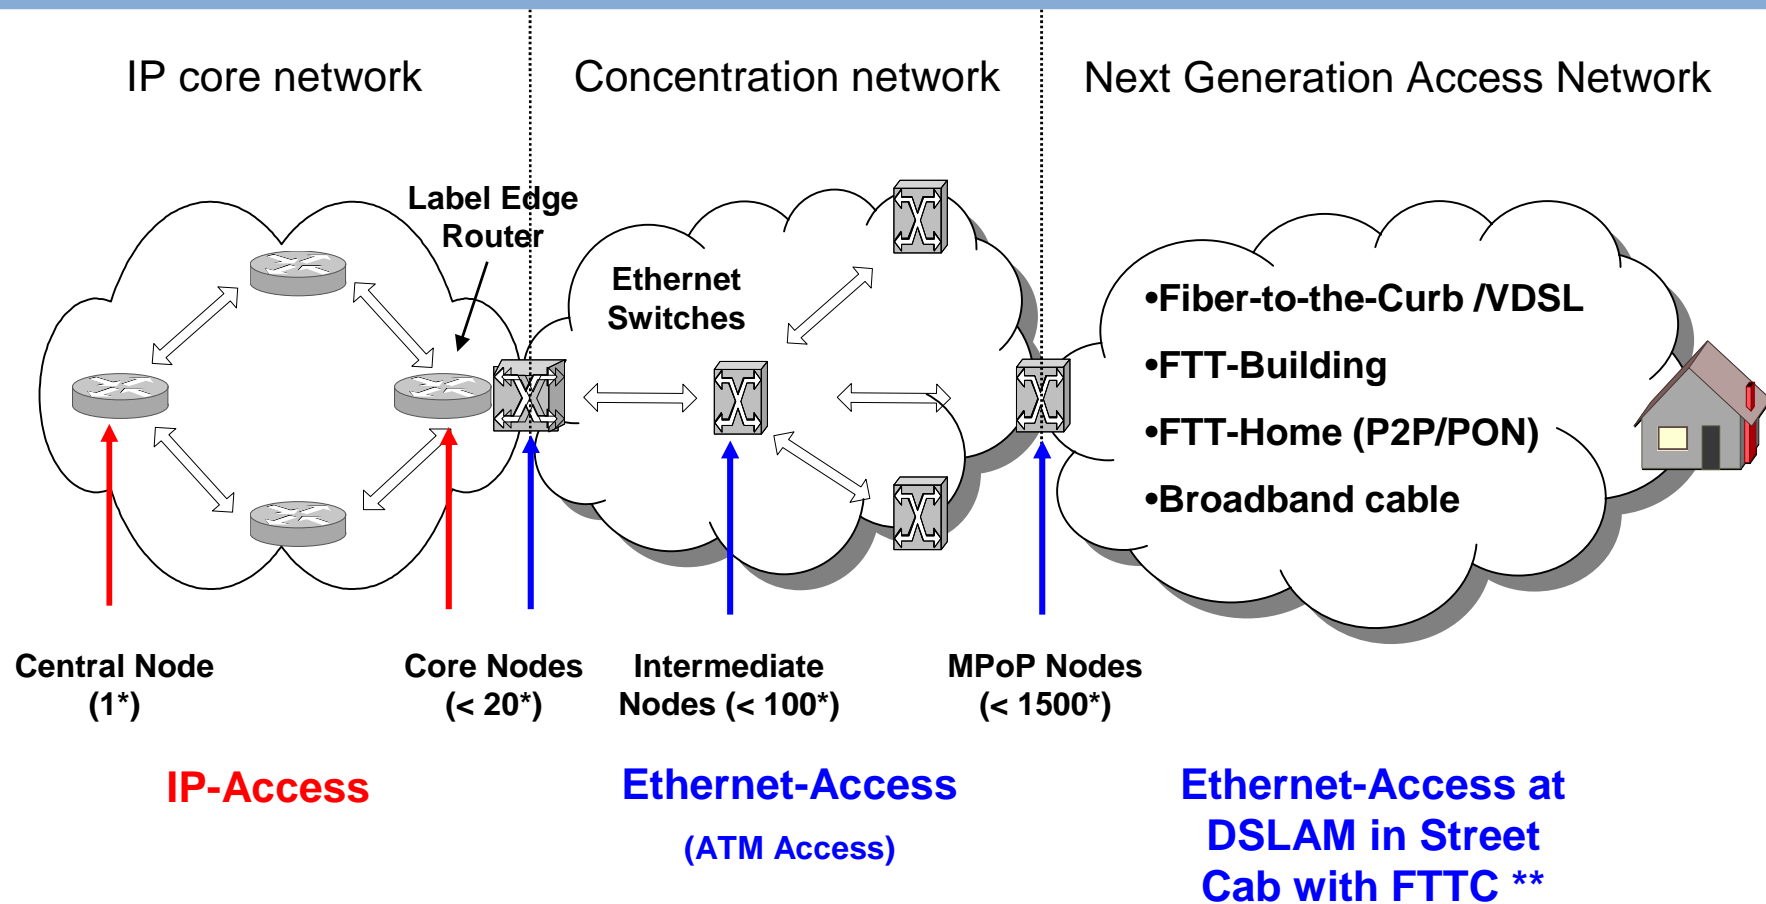 IP core network
Concentration network
Next Generation Access Network
Label Edge
Router
Ethernet
Switches
•Fiber-to-the-Curb /VDSL
•FTT-Building
•FTT-Home (P2P/PON)
•Broadband cable
Central Node
(1*)
Core Nodes
(< 20*)
Intermediate
Nodes (< 100*)
MPoP Nodes
(< 1500*)
IP-Access
Ethernet-Access
(ATM Access)
Ethernet-Access at
DSLAM in Street
Cab with FTTC **